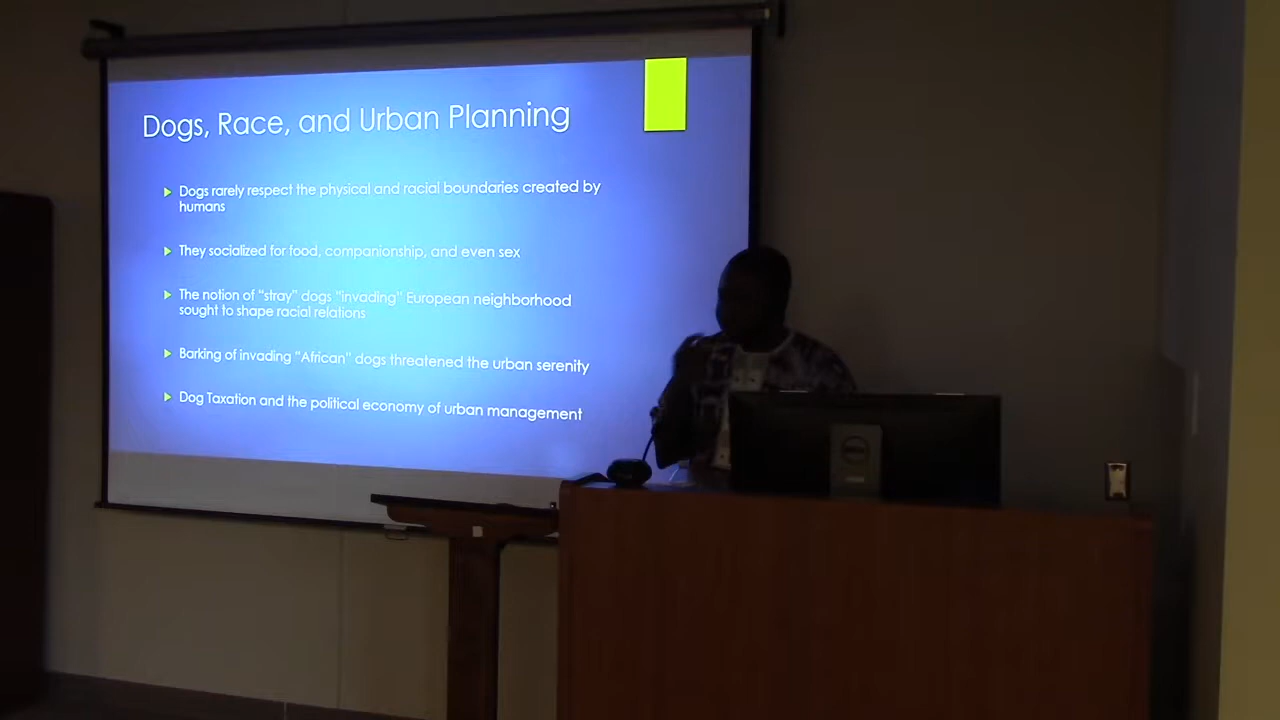 Dogs, Race, and Urban Planning
Dogs rarely respect the physical and racial boundaries created by
humans
They socialized for food, companionship, and even sex
The notion of “stray” dogs “invading” European neighborhood
sought to shape racial relations
Barking of invading “African” dogs threatened the urban serenity
Dog Taxation and the political economy of urban management
DELL